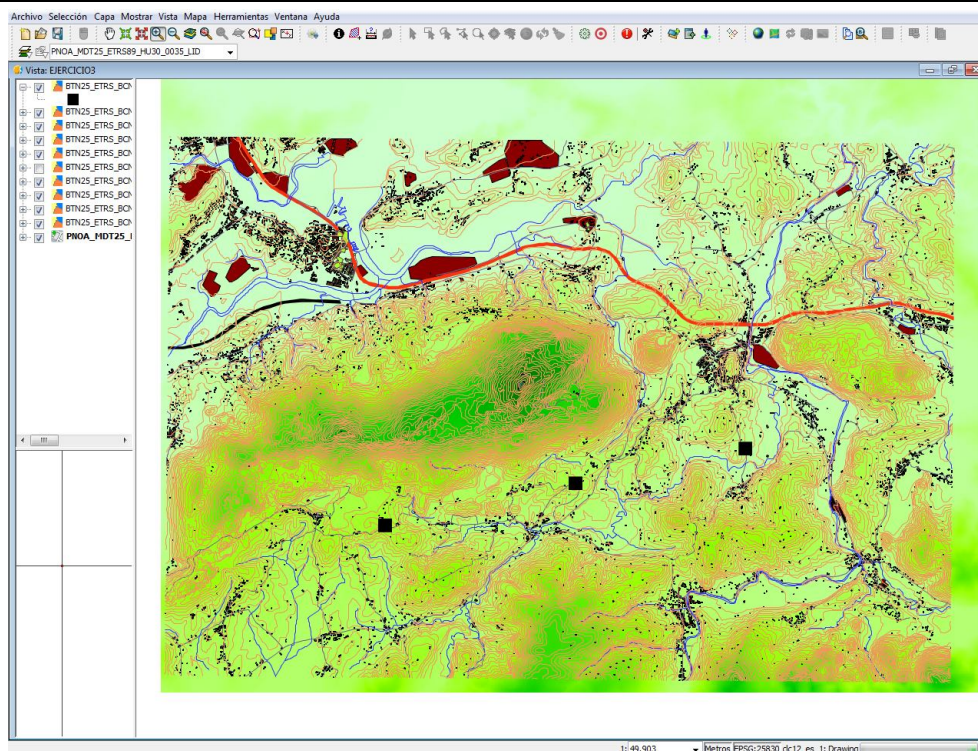 Archivo Selección Capa Mostrar Vista Mapa Herramientas Ventana Ayuda
PNOA_MDT25_ETRS89_HU30_0035_LID
Vista: EJERCICIO3
BTN25_ETRS_BCN
BTN25_ETRS_BCN
BTN25_ETRS_BCN
BTN25_ETRS_BCN
BTN25_ETRS_BCN
BTN25_ETRS_BCN
BTN25_ETRS_BCN
BTN25_ETRS_BCN
BTN25_ETRS_BCN
BTN25_ETRS_BCN
PNOA_MDT25_I
1: 49.903 Metros EPSG:25830 dc12_es_1: Drawing